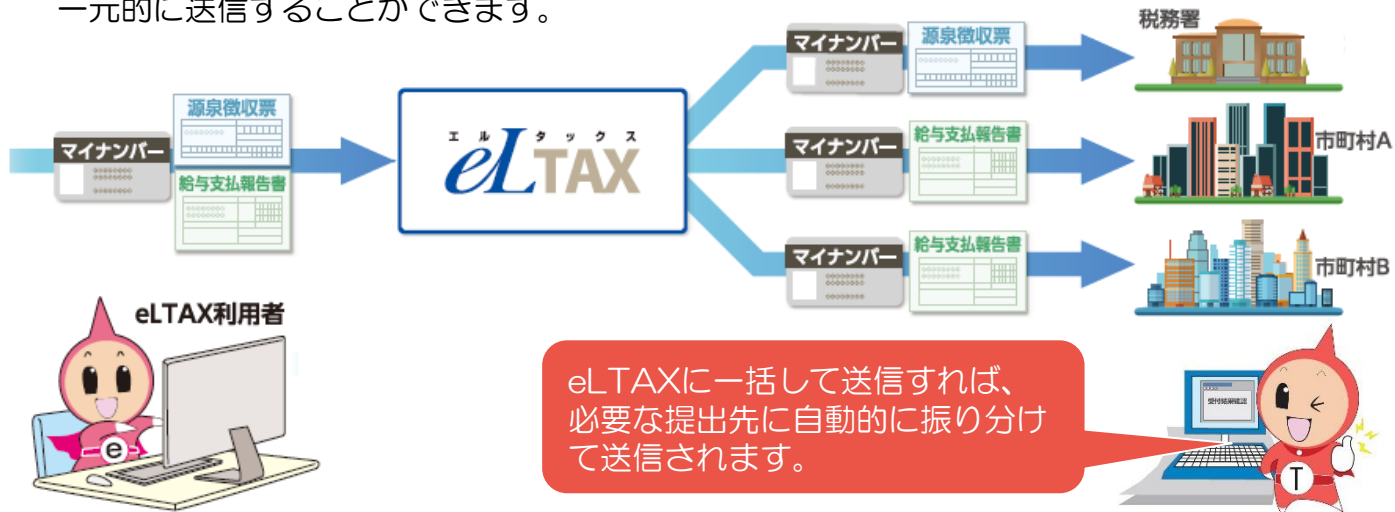 一元的に送信することができます。
税務署
マイナンバー
源泉徴収票
源泉徴収票
マイナンバー
給与支払報告書
エルタックス
eLTAX
マイナンバー
給与支払報告書
市町村A
マイナンバー
給与支払報告書
市町村B
eLTAX利用者
e
eLTAXに一括して送信すれば、
必要な提出先に自動的に振り分け
て送信されます。
受付結果確認
T